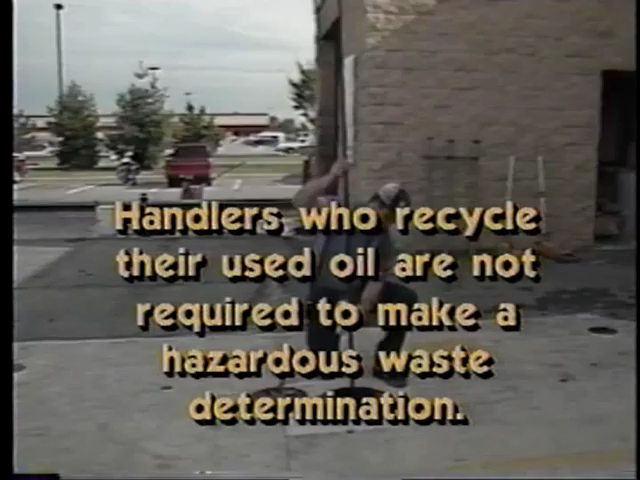 Handlers who recycle
their used oil are not
required to make a
hazardous waste
determination.